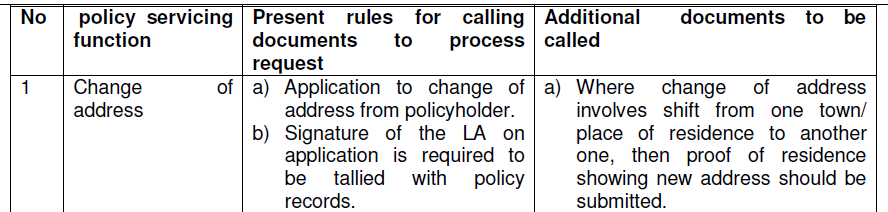 No
policy servicing
function
Present rules for calling
documents to process
request
Additional documents to be
called
1
Change of
address
a) Application to change of
address from policyholder.
b) Signature of the LA on
application is required to
be tallied with policy
records.
a) Where change of address
involves shift from one town/
place of residence to another
one, then proof of residence
showing new address should be
submitted.